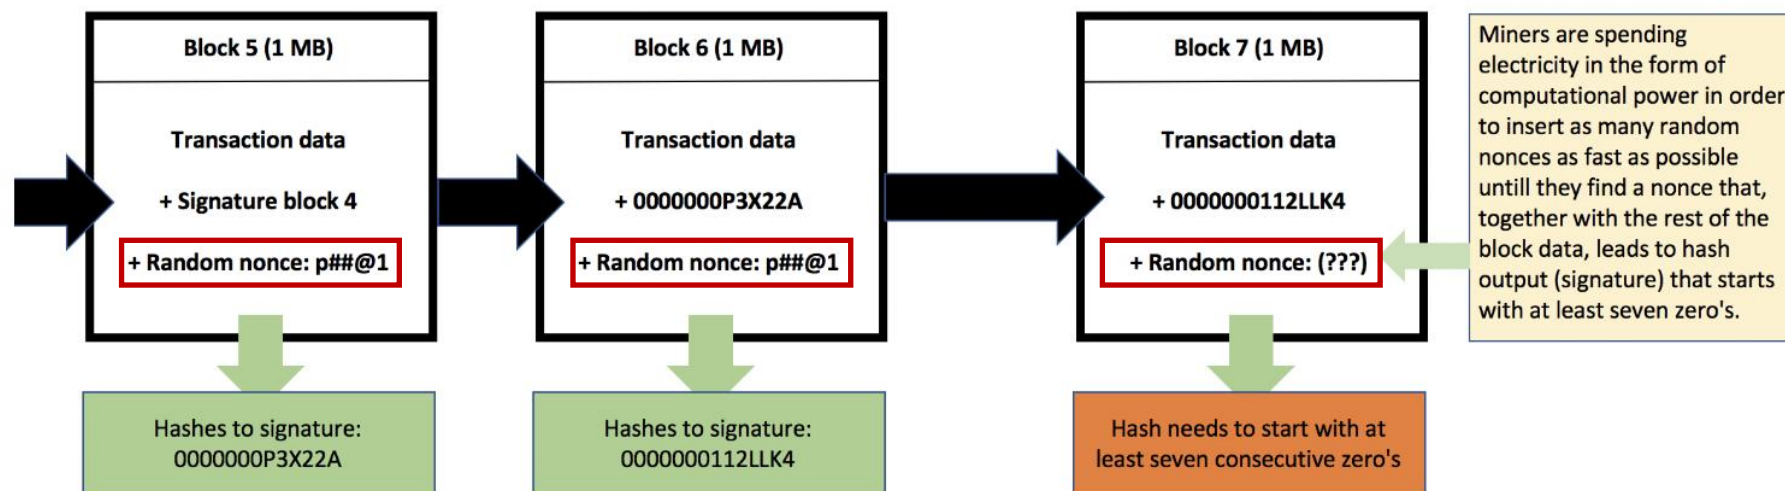 Block 5 (1 MB)
Transaction data
+ Signature block 4
+ Random nonce: p##@1
Hashes to signature:
0000000P3X22A
Block 6 (1 MB)
Transaction data
+ 0000000P3X22A
+ Random nonce: p##@1
Hashes to signature:
0000000112LLK4
Block 7 (1 MB)
Transaction data
+ 0000000112LLK4
+ Random nonce: (???)
Hash needs to start with at
least seven consecutive zero's
Miners are spending
electricity in the form of
computational power in order
to insert as many random
nonces as fast as possible
untill they find a nonce that,
together with the rest of the
block data, leads to hash
output (signature) that starts
with at least seven zero's.